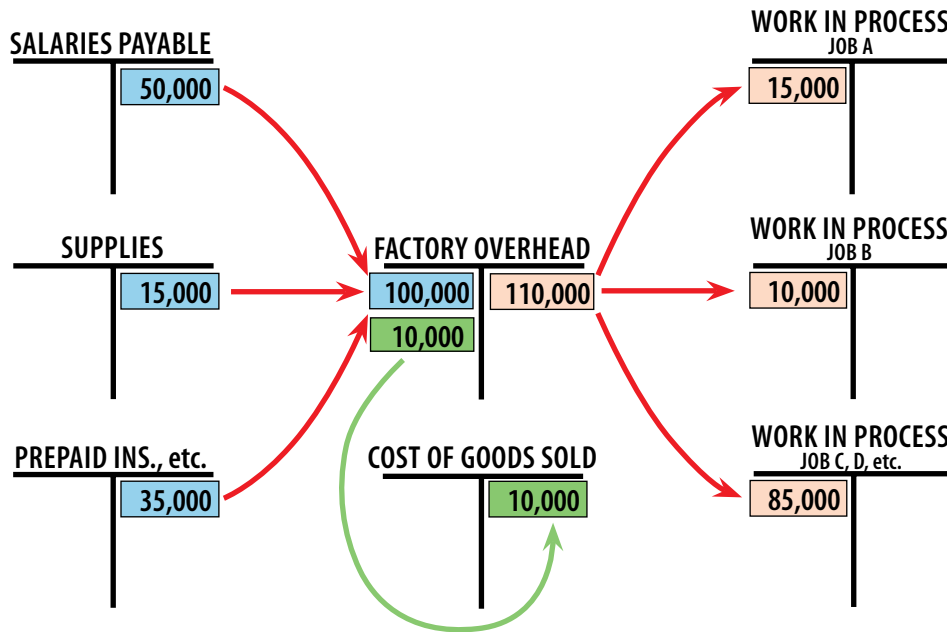 SALARIES PAYABLE
50,000
SUPPLIES
15,000
PREPAID INS., etc.
35,000
FACTORY OVERHEAD
100,000
110,000
10,000
COST OF GOODS SOLD
10,000
WORK IN PROCESS
JOB A
15,000
WORK IN PROCESS
JOB B
10,000
WORK IN PROCESS
JOB C, D, etc.
85,000